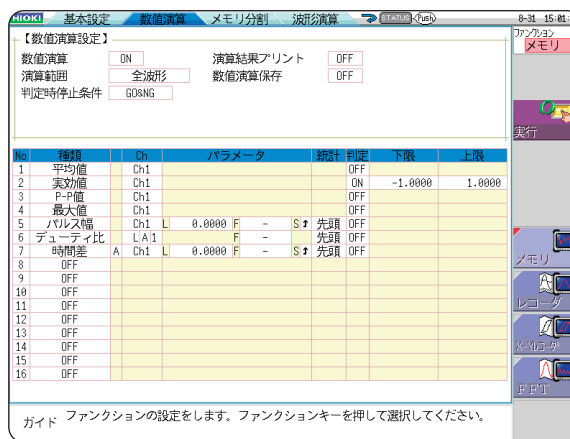 HIOKI 基本設定 数値演算 メモリ分割 波形演算 STATUS Push 8-31 15:01:
【数値演算設定】
数値演算 ON 演算結果プリント OFF
演算範囲 全波形 数値演算保存 OFF
判定時停止条件 GO&NG
No 種類 Ch パラメータ 統計 判定 下限 上限
1 平均値 Ch1 OFF
2 実効値 Ch1 ON -1.0000 1.0000
3 P-P値 Ch1 OFF
4 最大値 Ch1 OFF
5 パルス幅 Ch1 L 0.0000 F - S↑ 先頭 OFF
6 デューティ比 L A 1 F - 先頭 OFF
7 時間差 A Ch1 L 0.0000 F - S↑ 先頭 OFF
8 OFF
9 OFF
10 OFF
11 OFF
12 OFF
13 OFF
14 OFF
15 OFF
16 OFF
ガイド ファンクションの設定をします。ファンクションキーを押して選択してください。
ファンクション
メモリ
実行
メモリ
レコーダ
X-Yレコーダ
FFT